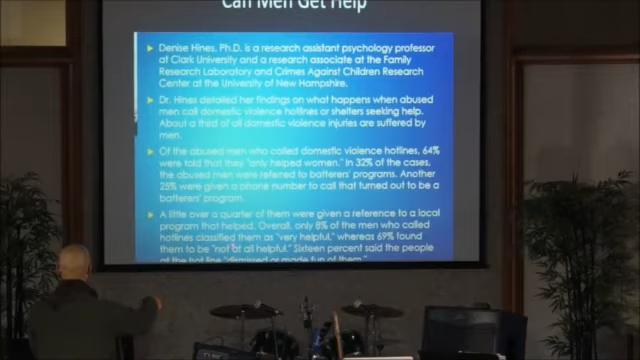 Can Men Get Help
Denise Hines, Ph.D. is a research assistant psychology professor
at Clark University and a research associate at the Family
Research Laboratory and Crimes Against Children Research
Center at the University of New Hampshire.
Dr. Hines detailed her findings on what happens when abused
men call domestic violence hotlines or shelters seeking help.
About a third of all domestic violence injuries are suffered by
men.
Of the abused men who called domestic violence hotlines, 64%
were told that they "only helped women." In 32% of the cases,
the abused men were referred to batterers' programs. Another
25% were given a phone number to call that turned out to be a
batterers' program.
A little over a quarter of them were given a reference to a local
program that helped. Overall, only 8% of the men who called
hotlines classified them as "very helpful," whereas 69% found
them to be "not at all helpful." Sixteen percent said the people
at the hot line "dismissed or made fun of them."